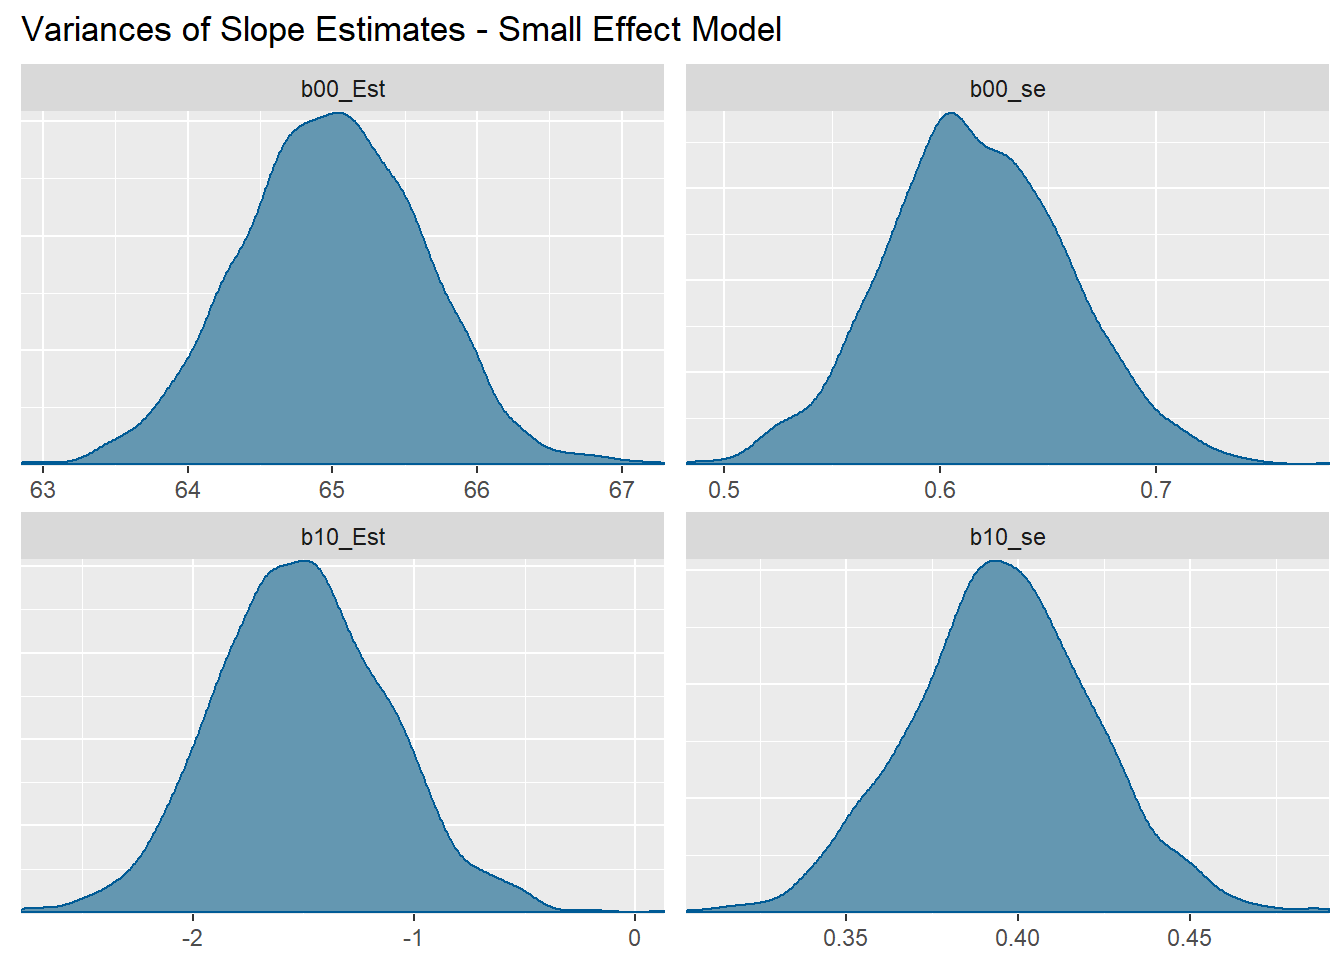 Variances of Slope Estimates - Small Effect Model
b00_Est
b00_se
63 64 65 66 67
0.5 0.6 0.7
b10_Est
b10_se
-2 -1 0
0.35 0.40 0.45